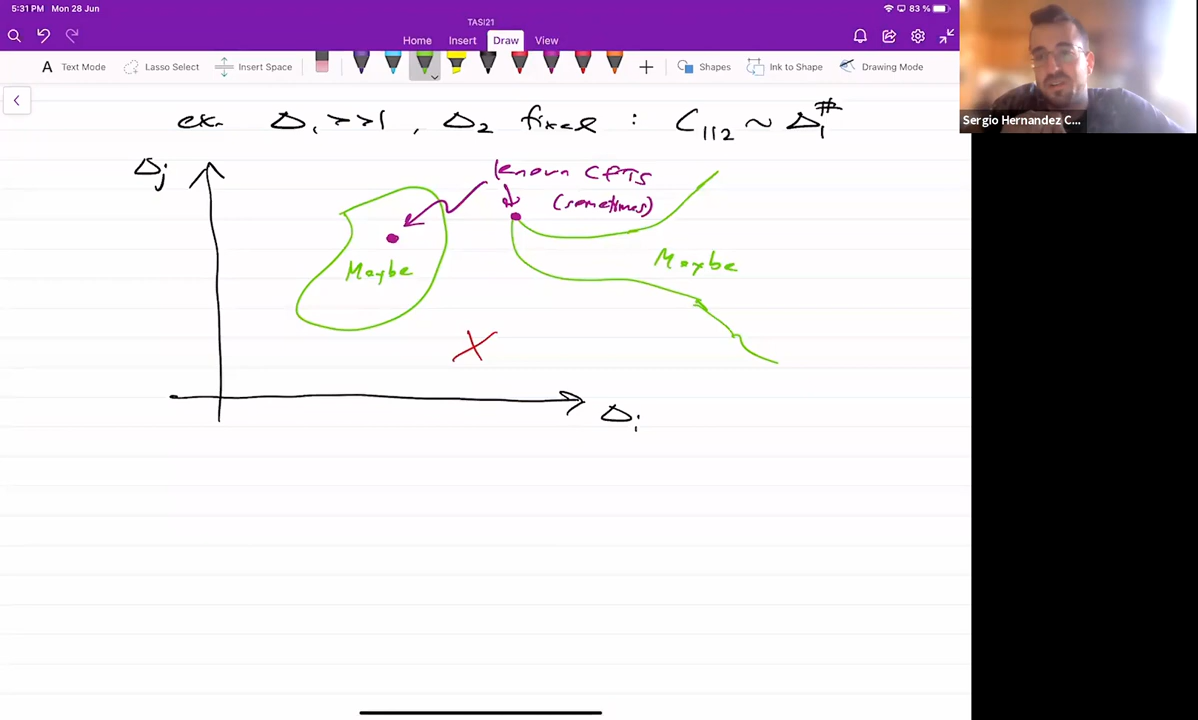 5:31 PM Mon 28 Jun
83 %
TASI21
Home Insert Draw View
A Text Mode Lasso Select Insert Space + Shapes Ink to Shape Drawing Mode
ex. Δ₁ >> 1, Δ₂ fixed : C₁₁₂ ~ Δ₁^#
Δj
known CFTs
(sometimes)
Maybe
Maybe
X
Δi
Sergio Hernandez C...